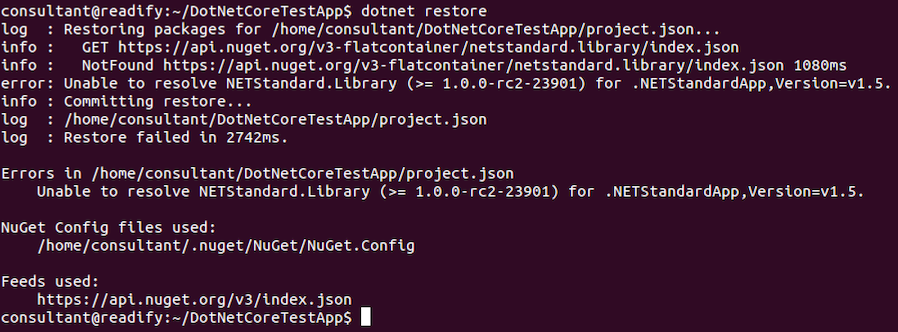 consultant@readify:~/DotNetCoreTestApp$ dotnet restore
log  : Restoring packages for /home/consultant/DotNetCoreTestApp/project.json...
info :   GET https://api.nuget.org/v3-flatcontainer/netstandard.library/index.json
info :   NotFound https://api.nuget.org/v3-flatcontainer/netstandard.library/index.json 1080ms
error: Unable to resolve NETStandard.Library (>= 1.0.0-rc2-23901) for .NETStandardApp,Version=v1.5.
info : Committing restore...
log  : /home/consultant/DotNetCoreTestApp/project.json
log  : Restore failed in 2742ms.

Errors in /home/consultant/DotNetCoreTestApp/project.json
    Unable to resolve NETStandard.Library (>= 1.0.0-rc2-23901) for .NETStandardApp,Version=v1.5.

NuGet Config files used:
    /home/consultant/.nuget/NuGet/NuGet.Config

Feeds used:
    https://api.nuget.org/v3/index.json
consultant@readify:~/DotNetCoreTestApp$